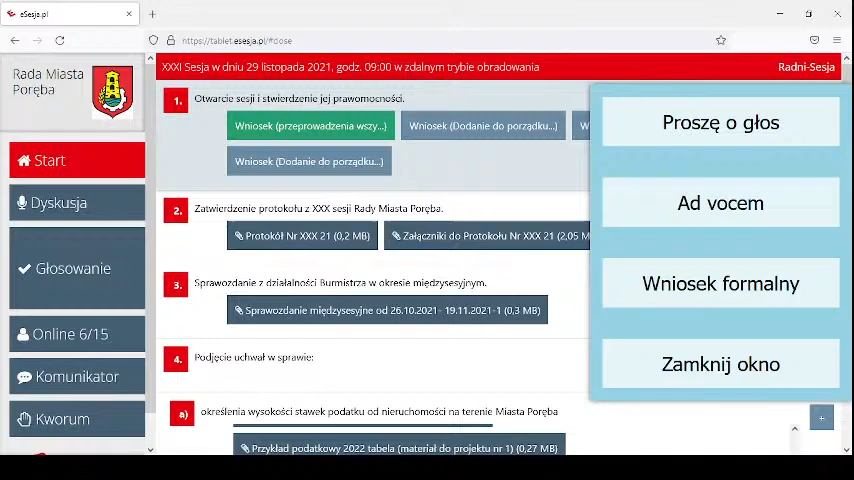 eSesja.pl
https://tablet.esesja.pl/#close
Rada Miasta
Poręba
Start
Dyskusja
Głosowanie
Online 6/15
Komunikator
Kworum
XXXI Sesja w dniu 29 listopada 2021, godz. 09:00 w zdalnym trybie obradowania
Radni-Sesja
1. Otwarcie sesji i stwierdzenie jej prawomocności.
Wniosek (przeprowadzenia wszy...) Wniosek (Dodanie do porządku...) W
Wniosek (Dodanie do porządku...)
2. Zatwierdzenie protokołu z XXX sesji Rady Miasta Poręba.
Protokół Nr XXX 21 (0,2 MB) Załączniki do Protokołu Nr XXX 21 (2,05 M
3. Sprawozdanie z działalności Burmistrza w okresie międzysesyjnym.
Sprawozdanie międzysesyjne od 26.10.2021- 19.11.2021-1 (0,3 MB)
4. Podjęcie uchwał w sprawie:
a) określenia wysokości stawek podatku od nieruchomości na terenie Miasta Poręba
Przykład podatkowy 2022 tabela (materiał do projektu nr 1) (0,27 MB)
Proszę o głos
Ad vocem
Wniosek formalny
Zamknij okno